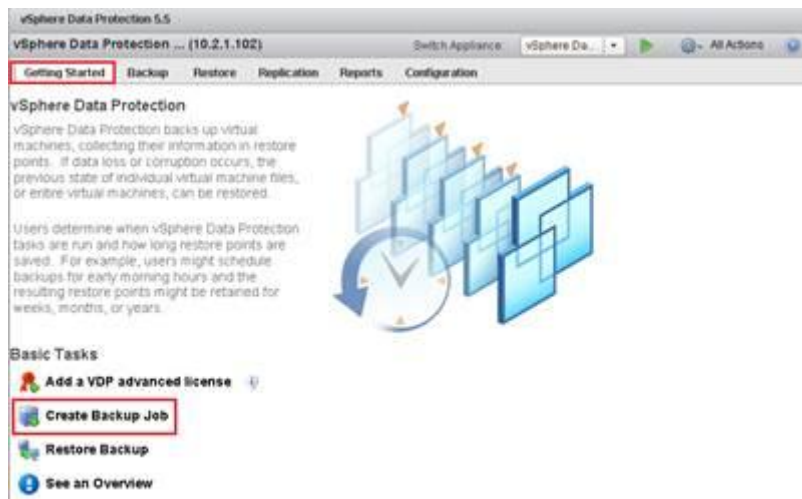 vSphere Data Protection 5.5
vSphere Data Protection ... (10.2.1.102) Switch Appliance: vSphere Da... All Actions
Getting Started Backup Restore Replication Reports Configuration
vSphere Data Protection
vSphere Data Protection backs up virtual
machines, collecting their information in restore
points. If data loss or corruption occurs, the
previous state of individual virtual machine files,
or entire virtual machines, can be restored.
Users determine when vSphere Data Protection
tasks are run and how long restore points are
saved. For example, users might schedule
backups for early morning hours and the
resulting restore points might be retained for
weeks, months, or years.
Basic Tasks
Add a VDP advanced license
Create Backup Job
Restore Backup
See an Overview